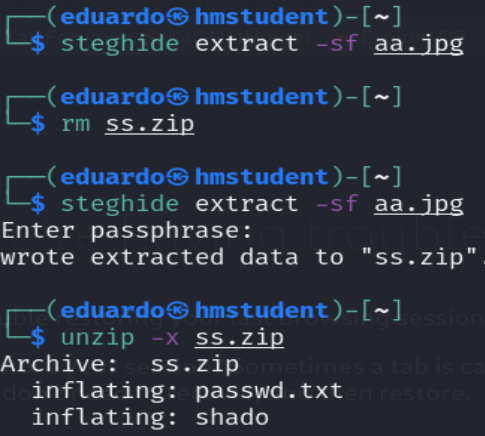 ┌──(eduardo㉿hmstudent)-[~]
└─$ steghide extract -sf aa.jpg
┌──(eduardo㉿hmstudent)-[~]
└─$ rm ss.zip
┌──(eduardo㉿hmstudent)-[~]
└─$ steghide extract -sf aa.jpg
Enter passphrase:
wrote extracted data to "ss.zip".
┌──(eduardo㉿hmstudent)-[~]
└─$ unzip -x ss.zip
Archive:  ss.zip
  inflating: passwd.txt
  inflating: shado